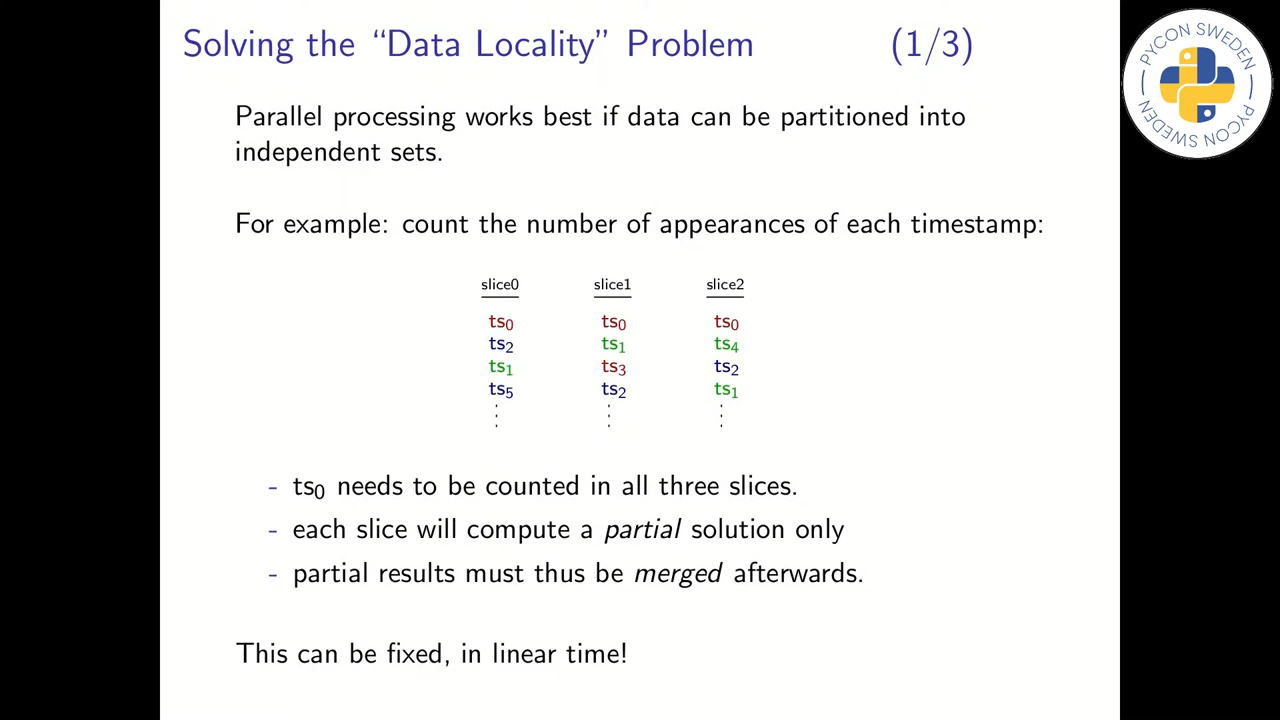 Solving the “Data Locality” Problem (1/3)
Parallel processing works best if data can be partitioned into
independent sets.
For example: count the number of appearances of each timestamp:
slice0 slice1 slice2
ts₀ ts₀ ts₀
ts₂ ts₁ ts₄
ts₁ ts₃ ts₂
ts₅ ts₂ ts₁
⋮ ⋮ ⋮
- ts₀ needs to be counted in all three slices.
- each slice will compute a partial solution only
- partial results must thus be merged afterwards.
This can be fixed, in linear time!
PYCON SWEDEN
PYCON SWEDEN